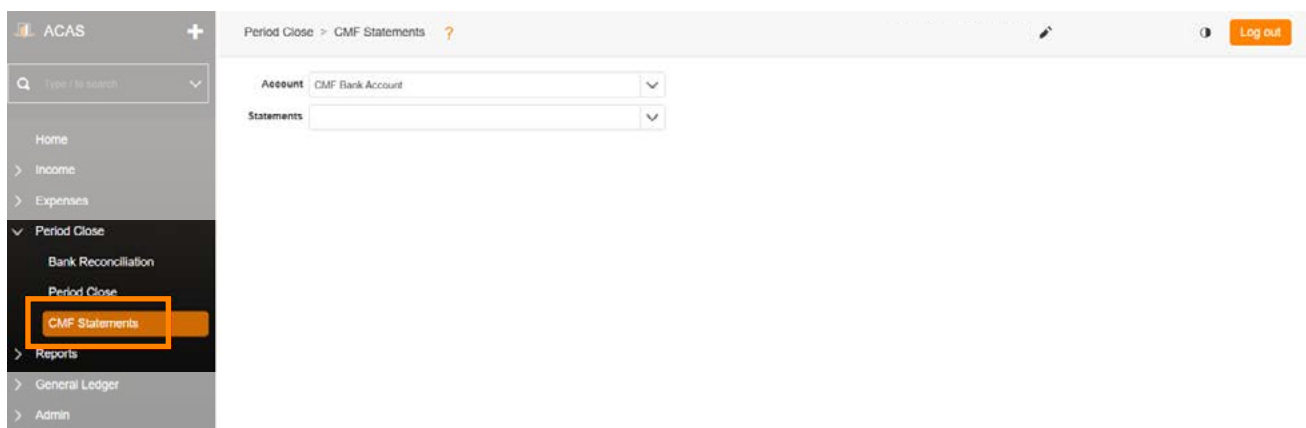 ACAS +
Period Close > CMF Statements ?
Log out
Type / to search
Account CMF Bank Account
Statements
Home
Income
Expenses
Period Close
Bank Reconciliation
Period Close
CMF Statements
Reports
General Ledger
Admin